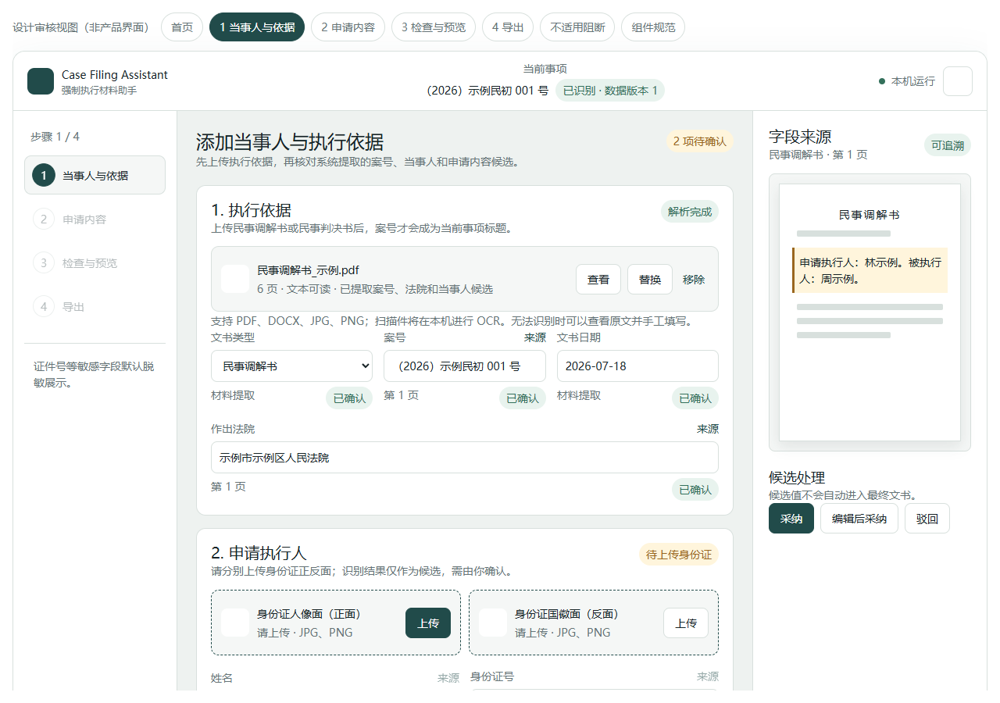 设计审核视图（非产品界面） 首页 1 当事人与依据 2 申请内容 3 检查与预览 4 导出 不适用阻断 组件规范
Case Filing Assistant
强制执行材料助手
当前事项
（2026）示例民初 001 号 已识别 · 数据版本 1
本机运行
步骤 1 / 4
1 当事人与依据
2 申请内容
3 检查与预览
4 导出
证件号等敏感字段默认脱
敏展示。
添加当事人与执行依据
2 项待确认
先上传执行依据，再核对系统提取的案号、当事人和申请内容候选。
1. 执行依据
解析完成
上传民事调解书或民事判决书后，案号才会成为当前事项标题。
民事调解书_示例.pdf
6 页 · 文本可读 · 已提取案号、法院和当事人候选
查看 替换 移除
支持 PDF、DOCX、JPG、PNG；扫描件将在本机进行 OCR。无法识别时可以查看原文并手工填写。
文书类型 案号 来源 文书日期
民事调解书 （2026）示例民初 001 号 2026-07-18
材料提取 已确认 第 1 页 已确认 材料提取 已确认
作出法院 来源
示例市示例区人民法院
第 1 页 已确认
2. 申请执行人
待上传身份证
请分别上传身份证正反面；识别结果仅作为候选，需由你确认。
身份证人像面（正面）
请上传 · JPG、PNG
上传
身份证国徽面（反面）
请上传 · JPG、PNG
上传
姓名 来源 身份证号 来源
字段来源
民事调解书 · 第 1 页
可追溯
民事调解书
申请执行人：林示例。被执行
人：周示例。
候选处理
候选值不会自动进入最终文书。
采纳 编辑后采纳 驳回